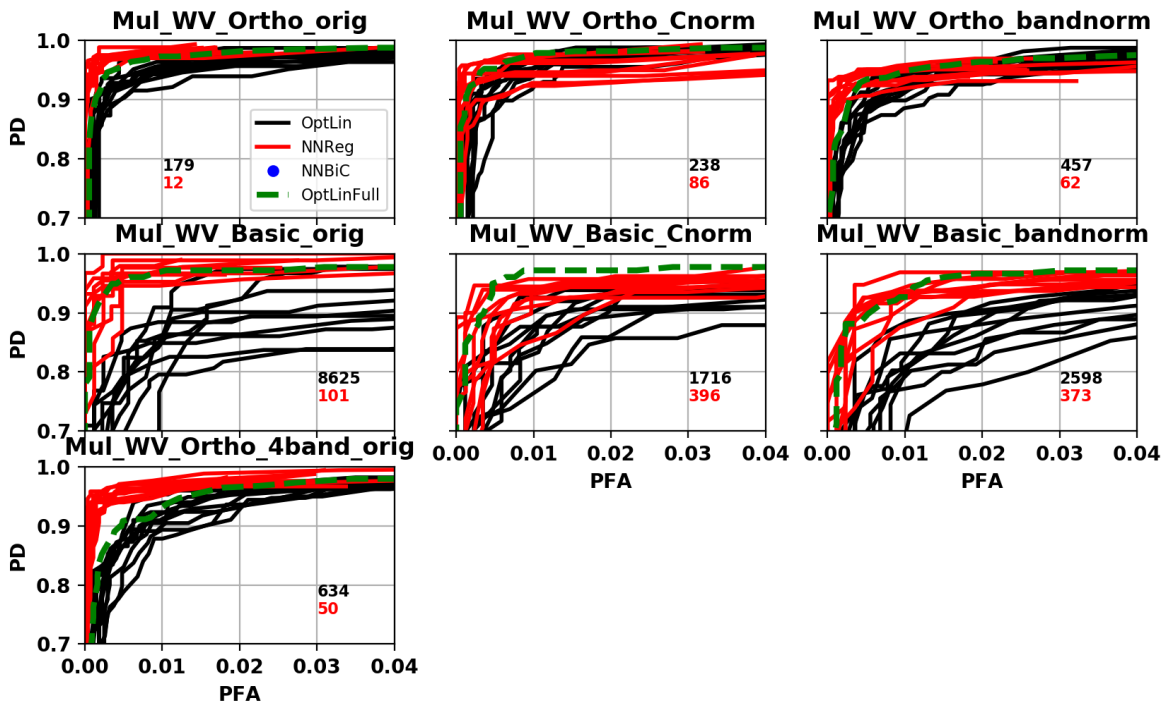 Mul_WV_Ortho_orig
Mul_WV_Ortho_Cnorm
Mul_WV_Ortho_bandnorm
1.0
0.9
0.8
0.7
PD
OptLin
NNReg
NNBiC
OptLinFull
179
12
238
86
457
62
Mul_WV_Basic_orig
Mul_WV_Basic_Cnorm
Mul_WV_Basic_bandnorm
1.0
0.9
0.8
0.7
PD
8625
101
1716
396
2598
373
0.00 0.01 0.02 0.03 0.04
PFA
0.00 0.01 0.02 0.03 0.04
PFA
Mul_WV_Ortho_4band_orig
1.0
0.9
0.8
0.7
PD
634
50
0.00 0.01 0.02 0.03 0.04
PFA